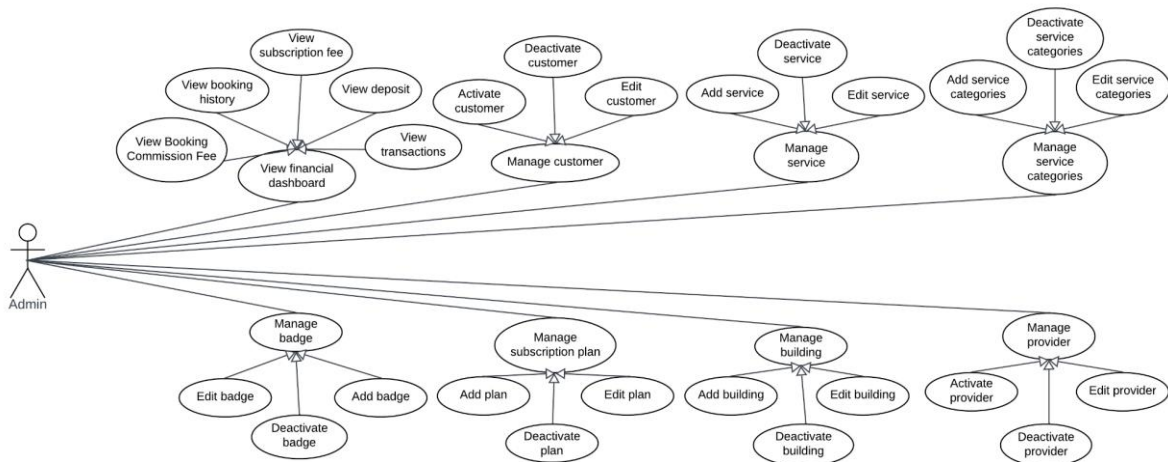 View
subscription fee
Deactivate
customer
Deactivate
service
Deactivate
service
categories
View booking
history
View deposit
Activate
customer
Edit
customer
Add service
Edit service
Add service
categories
Edit service
categories
View Booking
Commission Fee
View
transactions
View financial
dashboard
Manage customer
Manage
service
Manage
service
categories
Admin
Manage
badge
Manage
subscription plan
Manage
building
Manage
provider
Edit badge
Add badge
Add plan
Edit plan
Add building
Edit building
Activate
provider
Edit provider
Deactivate
badge
Deactivate
plan
Deactivate
building
Deactivate
provider